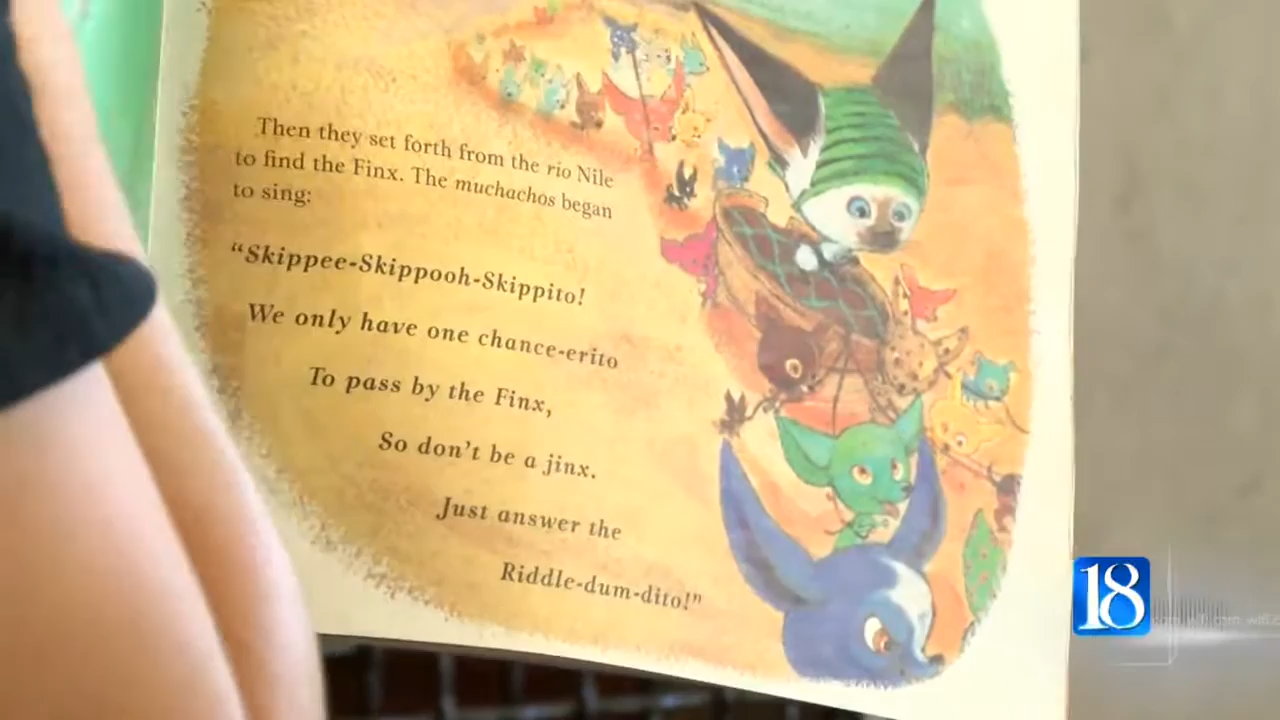 Then they set forth from the rio Nile
to find the Finx. The muchachos began
to sing:
“Skippee-Skippooh-Skippito!
We only have one chance-erito
To pass by the Finx,
So don’t be a jinx.
Just answer the
Riddle-dum-dito!”
18